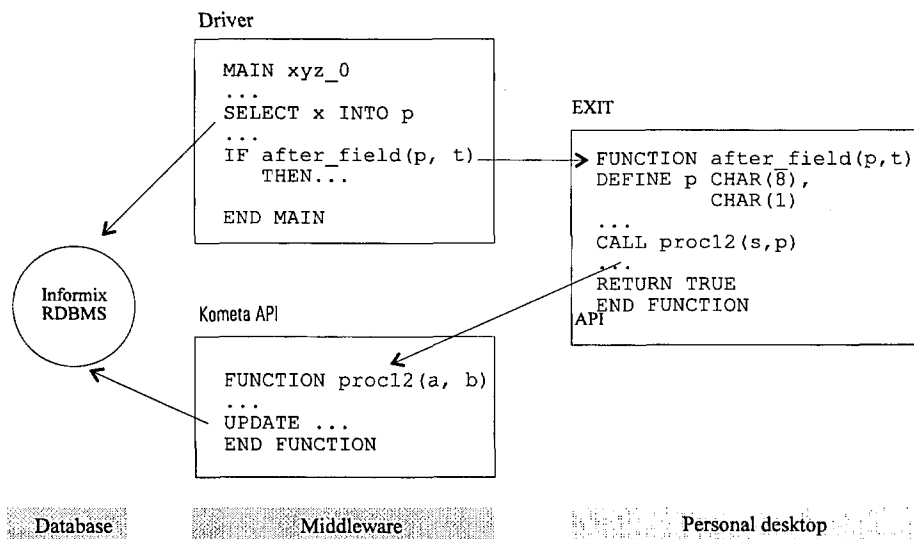 Driver
MAIN xyz_0
...
SELECT x INTO p
...
IF after_field(p, t)
THEN...
END MAIN
EXIT
FUNCTION after_field(p,t)
DEFINE p CHAR(8),
CHAR(1)
...
CALL proc12(s,p)
...
RETURN TRUE
END FUNCTION
API
Informix
RDBMS
Kometa API
FUNCTION proc12(a, b)
...
UPDATE ...
END FUNCTION
Database
Middleware
Personal desktop